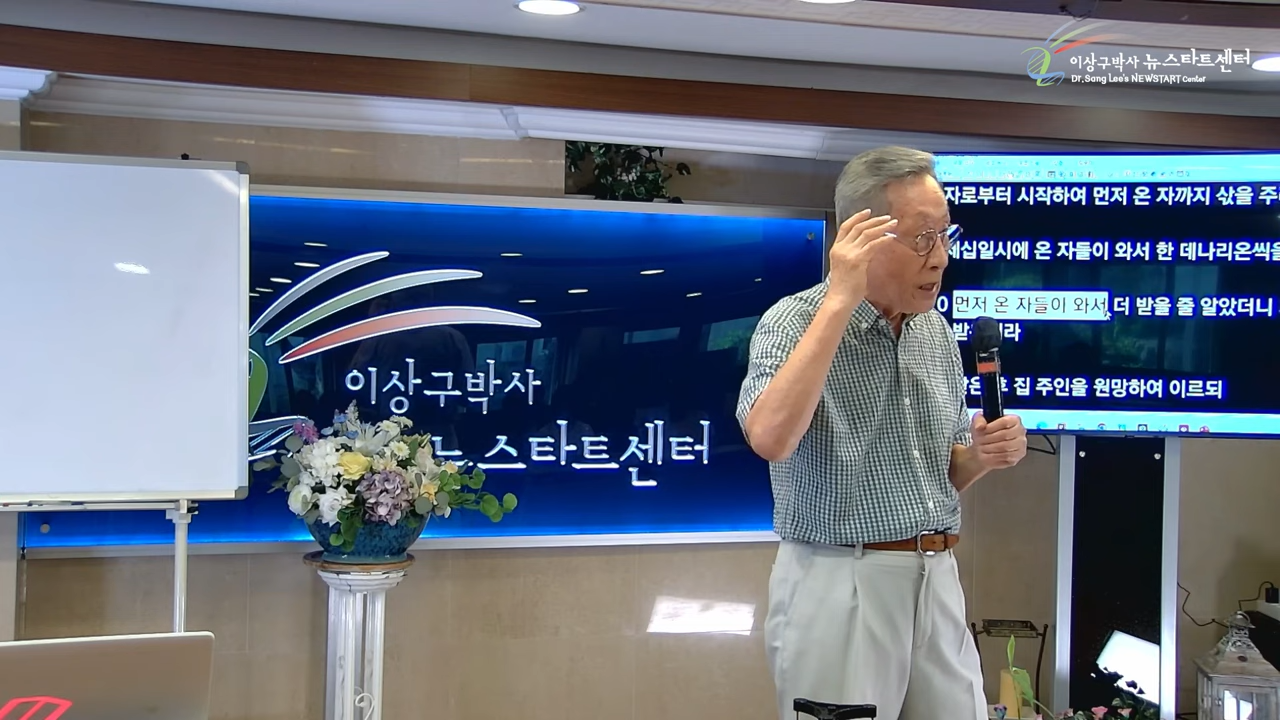 이상구박사 뉴스타트센터
Dr. Sang Lee's NEWSTART Center
자로부터 시작하여 먼저 온 자까지 삯을 주
제십일시에 온 자들이 와서 한 데나리온씩을
먼저 온 자들이 와서 더 받을 줄 알았더니
후 집 주인을 원망하여 이르되
이상구박사
뉴스타트센터